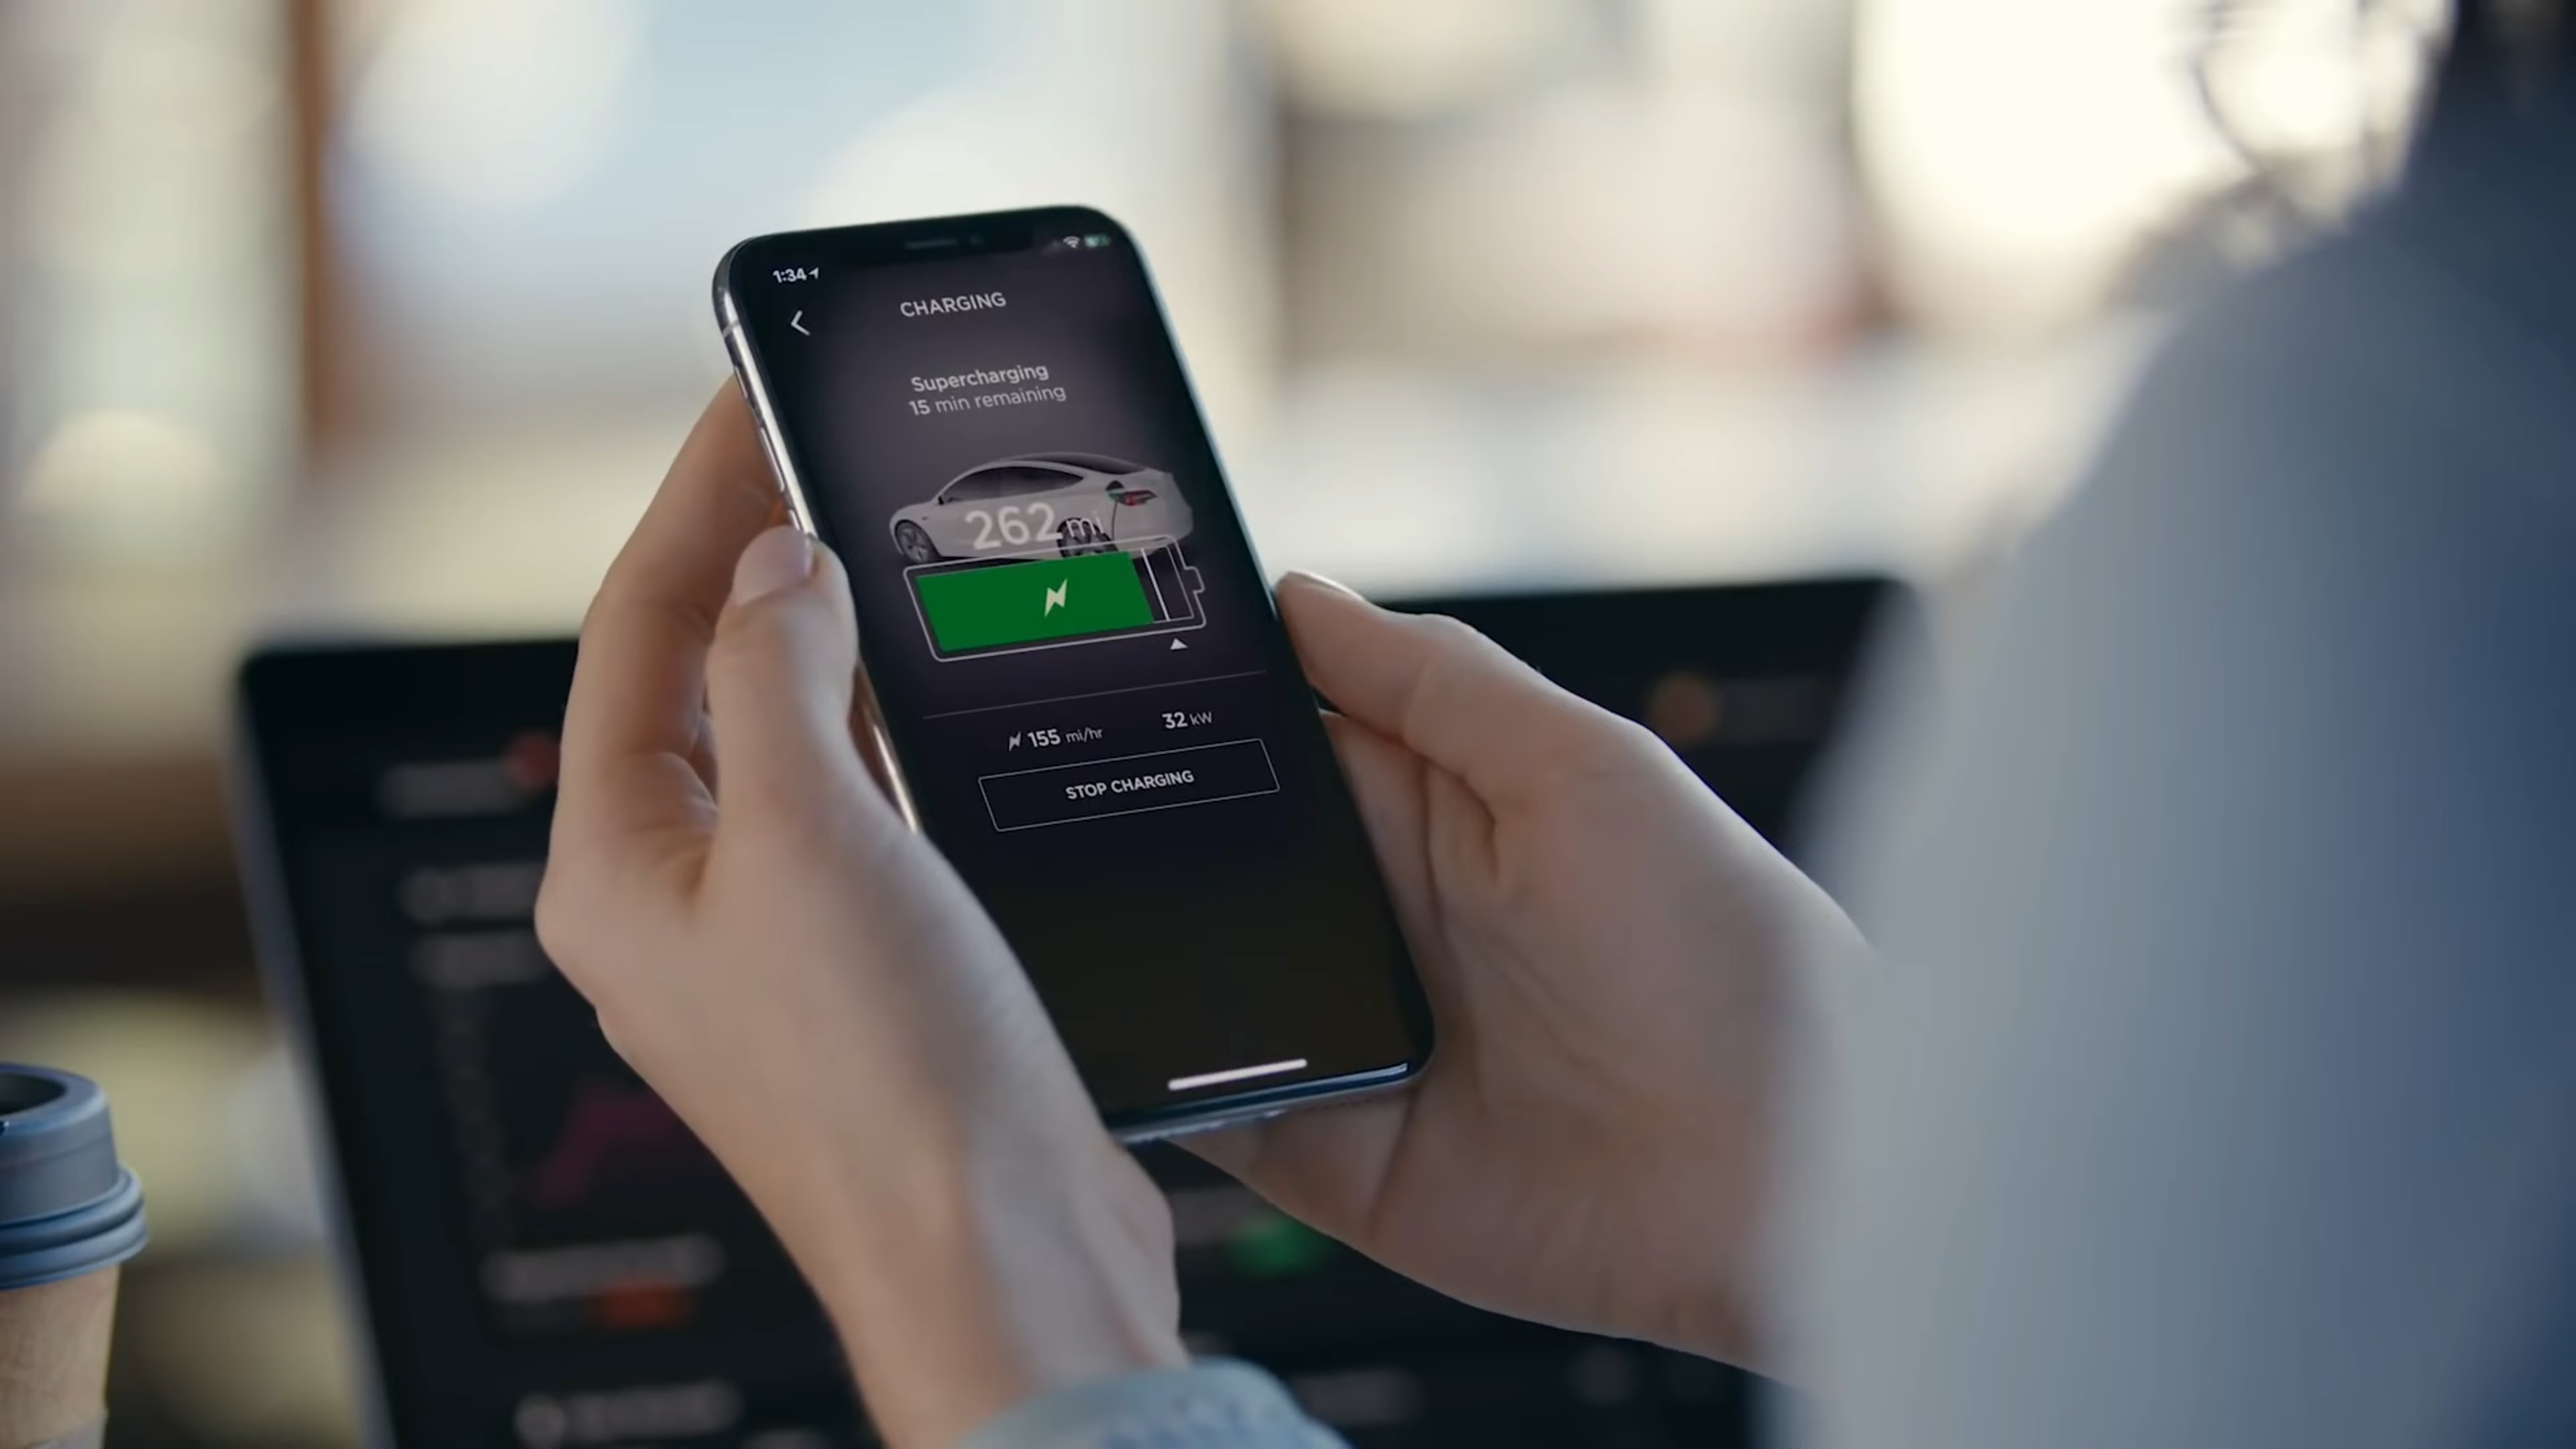 1:34
CHARGING
Supercharging
15 min remaining
262 mi
155 mi/hr
32 kW
STOP CHARGING